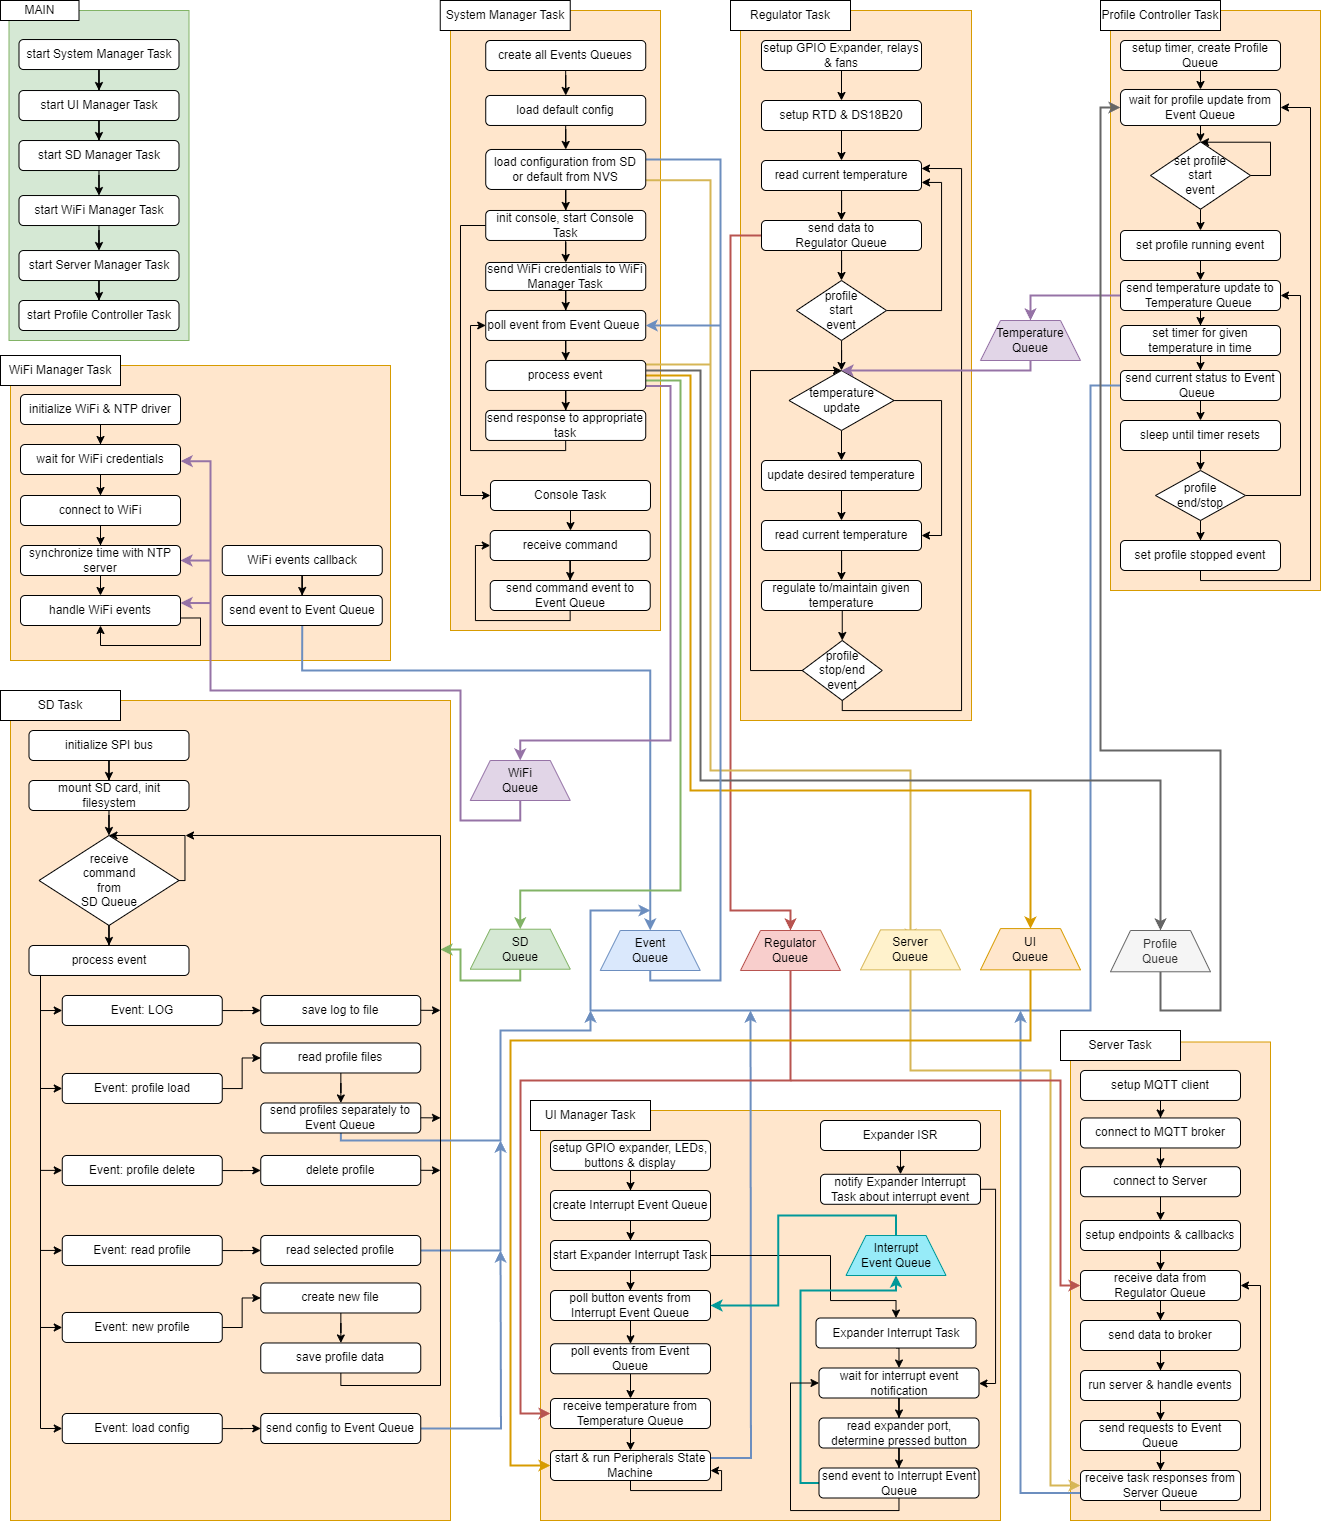 MAIN
start System Manager Task
start UI Manager Task
start SD Manager Task
start WiFi Manager Task
start Server Manager Task
start Profile Controller Task
System Manager Task
create all Events Queues
load default config
load configuration from SD
or default from NVS
init console, start Console
Task
send WiFi credentials to WiFi
Manager Task
poll event from Event Queue
process event
send response to appropriate
task
Console Task
receive command
send command event to
Event Queue
Regulator Task
setup GPIO Expander, relays
& fans
setup RTD & DS18B20
read current temperature
send data to
Regulator Queue
profile
start
event
temperature
update
update desired temperature
read current temperature
regulate to/maintain given
temperature
profile
stop/end
event
Profile Controller Task
setup timer, create Profile
Queue
wait for profile update from
Event Queue
set profile
start
event
set profile running event
send temperature update to
Temperature Queue
set timer for given
temperature in time
send current status to Event
Queue
sleep until timer resets
profile
end/stop
set profile stopped event
Temperature
Queue
WiFi Manager Task
initialize WiFi & NTP driver
wait for WiFi credentials
connect to WiFi
synchronize time with NTP
server
handle WiFi events
WiFi events callback
send event to Event Queue
SD Task
initialize SPI bus
mount SD card, init
filesystem
receive
command
from
SD Queue
process event
Event: LOG
save log to file
Event: profile load
read profile files
send profiles separately to
Event Queue
Event: profile delete
delete profile
Event: read profile
read selected profile
Event: new profile
create new file
save profile data
Event: load config
send config to Event Queue
WiFi
Queue
SD
Queue
Event
Queue
Regulator
Queue
Server
Queue
UI
Queue
Profile
Queue
UI Manager Task
setup GPIO expander, LEDs,
buttons & display
create Interrupt Event Queue
start Expander Interrupt Task
poll button events from
Interrupt Event Queue
poll events from Event
Queue
receive temperature from
Temperature Queue
start & run Peripherals State
Machine
Expander ISR
notify Expander Interrupt
Task about interrupt event
Interrupt
Event Queue
Expander Interrupt Task
wait for interrupt event
notification
read expander port,
determine pressed button
send event to Interrupt Event
Queue
Server Task
setup MQTT client
connect to MQTT broker
connect to Server
setup endpoints & callbacks
receive data from
Regulator Queue
send data to broker
run server & handle events
send requests to Event
Queue
receive task responses from
Server Queue